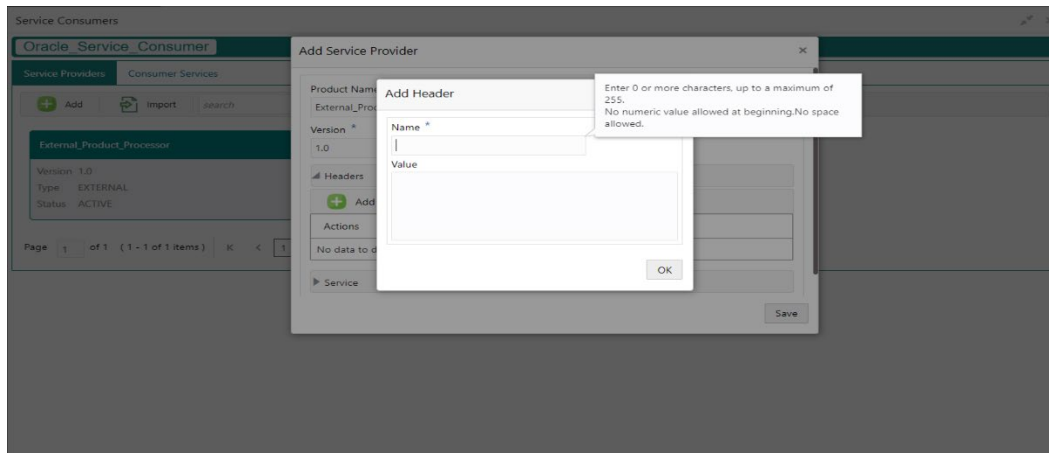 Service Consumers
Oracle_Service_Consumer
Service Providers Consumer Services
Add Import search
External_Product_Processor
Version 1.0
Type EXTERNAL
Status ACTIVE
Page 1 of 1 (1 - 1 of 1 items) K < 1
Add Service Provider
Product Name
Version *
1.0
Headers
Add
Actions
No data to d
Service
Save
Add Header
Name *
Value
OK
Enter 0 or more characters, up to a maximum of
255.
No numeric value allowed at beginning.No space
allowed.